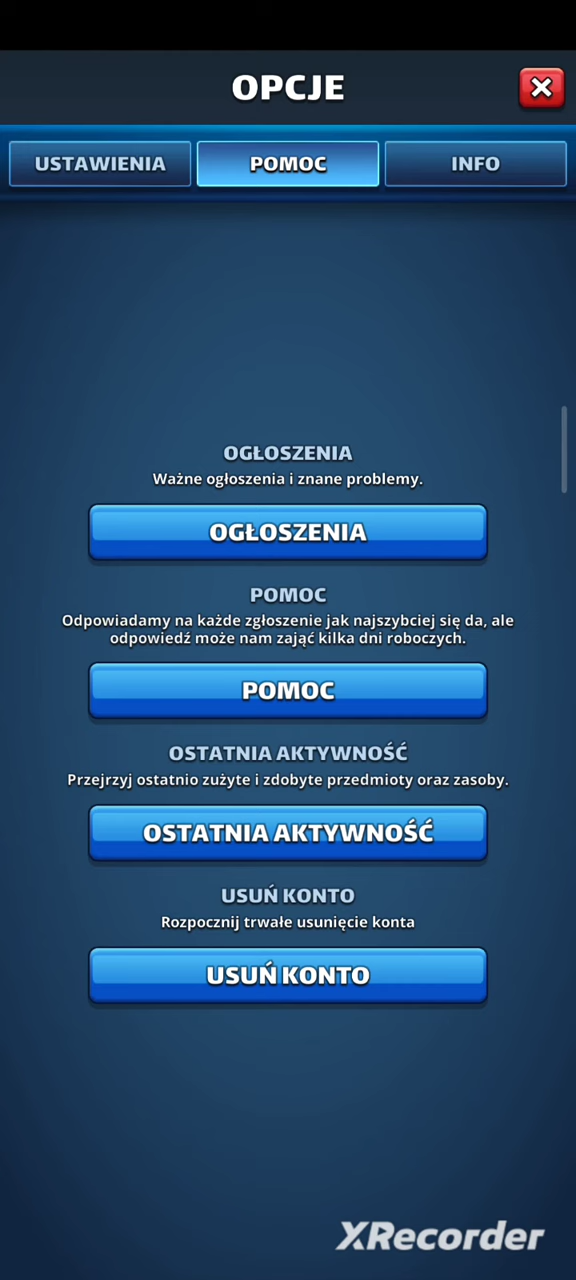 OPCJE
USTAWIENIA
POMOC
INFO
OGŁOSZENIA
Ważne ogłoszenia i znane problemy.
OGŁOSZENIA
POMOC
Odpowiadamy na każde zgłoszenie jak najszybciej się da, ale
odpowiedź może nam zająć kilka dni roboczych.
POMOC
OSTATNIA AKTYWNOŚĆ
Przejrzyj ostatnio zużyte i zdobyte przedmioty oraz zasoby.
OSTATNIA AKTYWNOŚĆ
USUŃ KONTO
Rozpocznij trwałe usunięcie konta
USUŃ KONTO
XRecorder